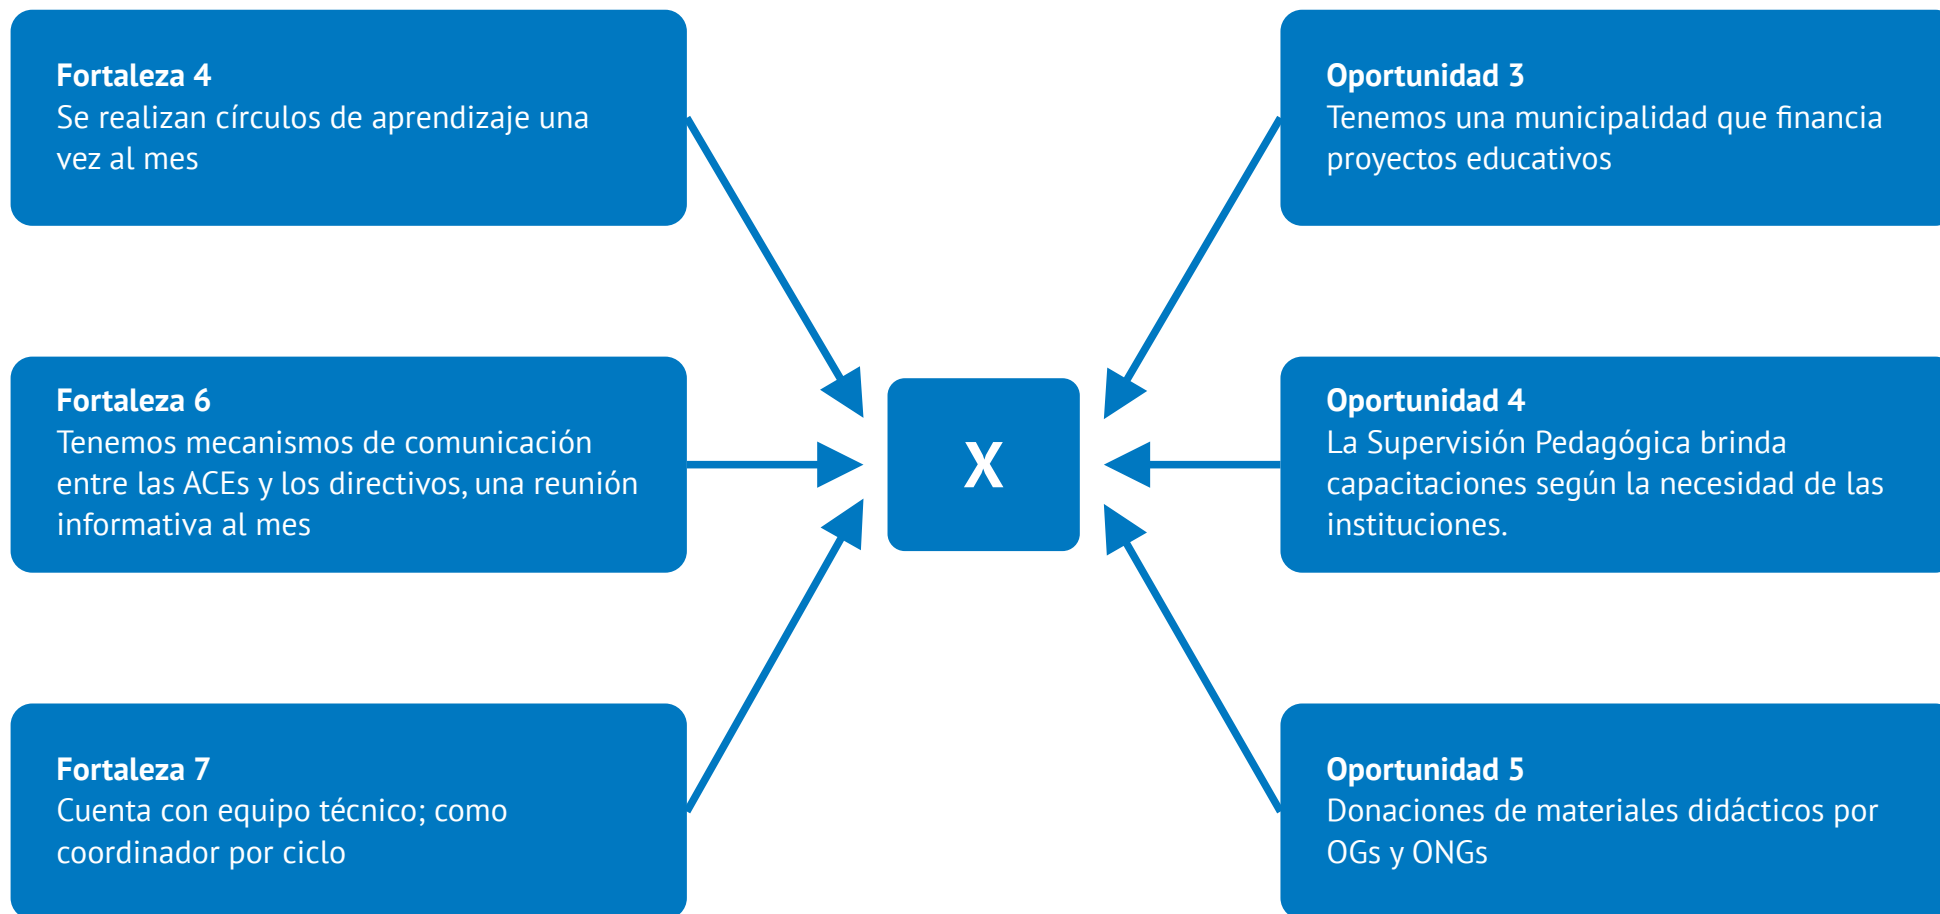 Fortaleza 4
Se realizan círculos de aprendizaje una
vez al mes
Oportunidad 3
Tenemos una municipalidad que financia
proyectos educativos
Fortaleza 6
Tenemos mecanismos de comunicación
entre las ACEs y los directivos, una reunión
informativa al mes
X
Oportunidad 4
La Supervisión Pedagógica brinda
capacitaciones según la necesidad de las
instituciones.
Fortaleza 7
Cuenta con equipo técnico; como
coordinador por ciclo
Oportunidad 5
Donaciones de materiales didácticos por
OGs y ONGs